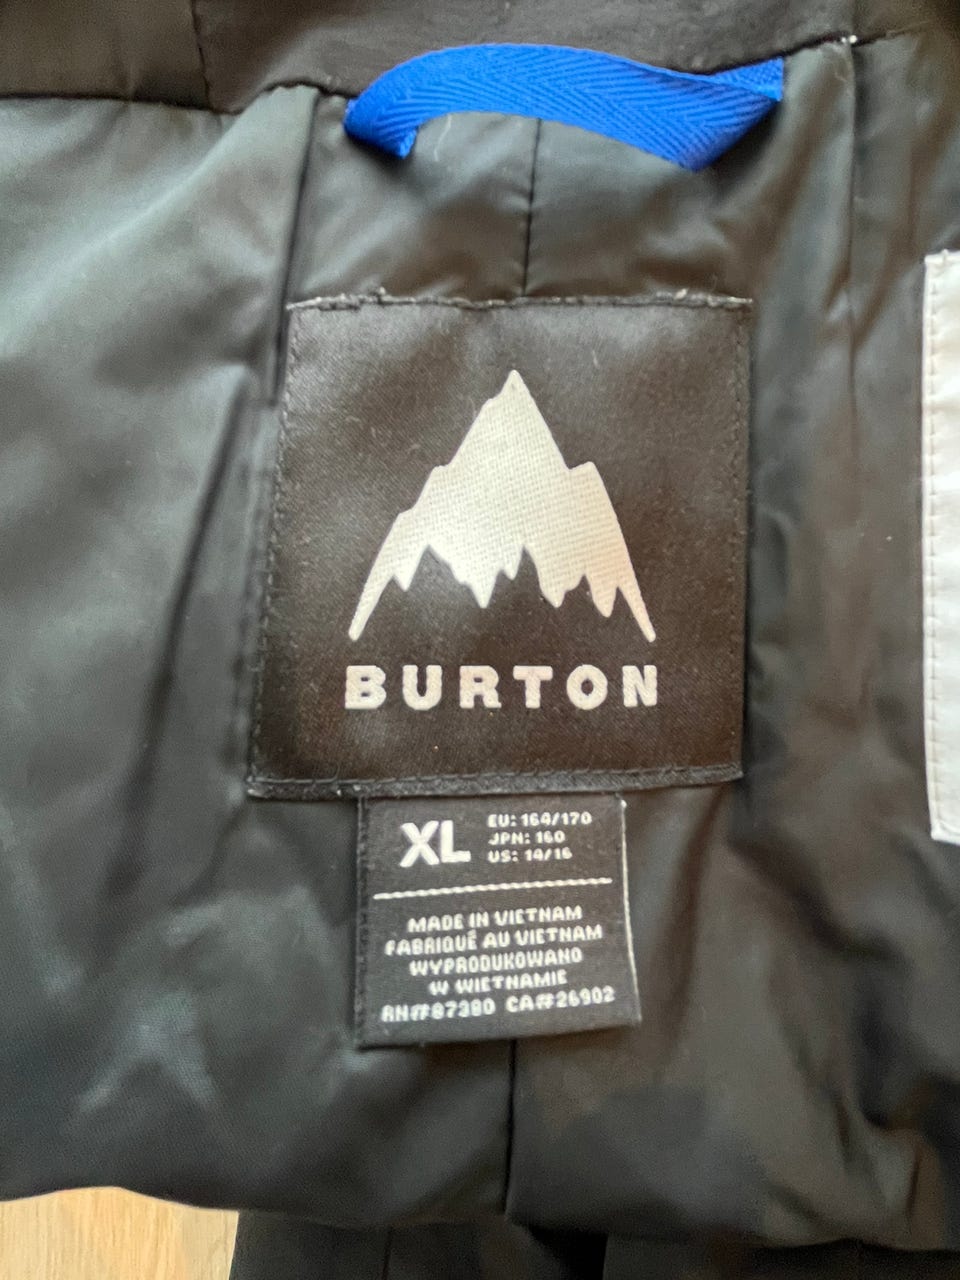 BURTON
XL
EU: 164/170
JPN: 160
US: 14/16
MADE IN VIETNAM
FABRIQUÉ AU VIETNAM
WYPRODUKOWANO
W WIETNAMIE
RN#87380 CA#26902